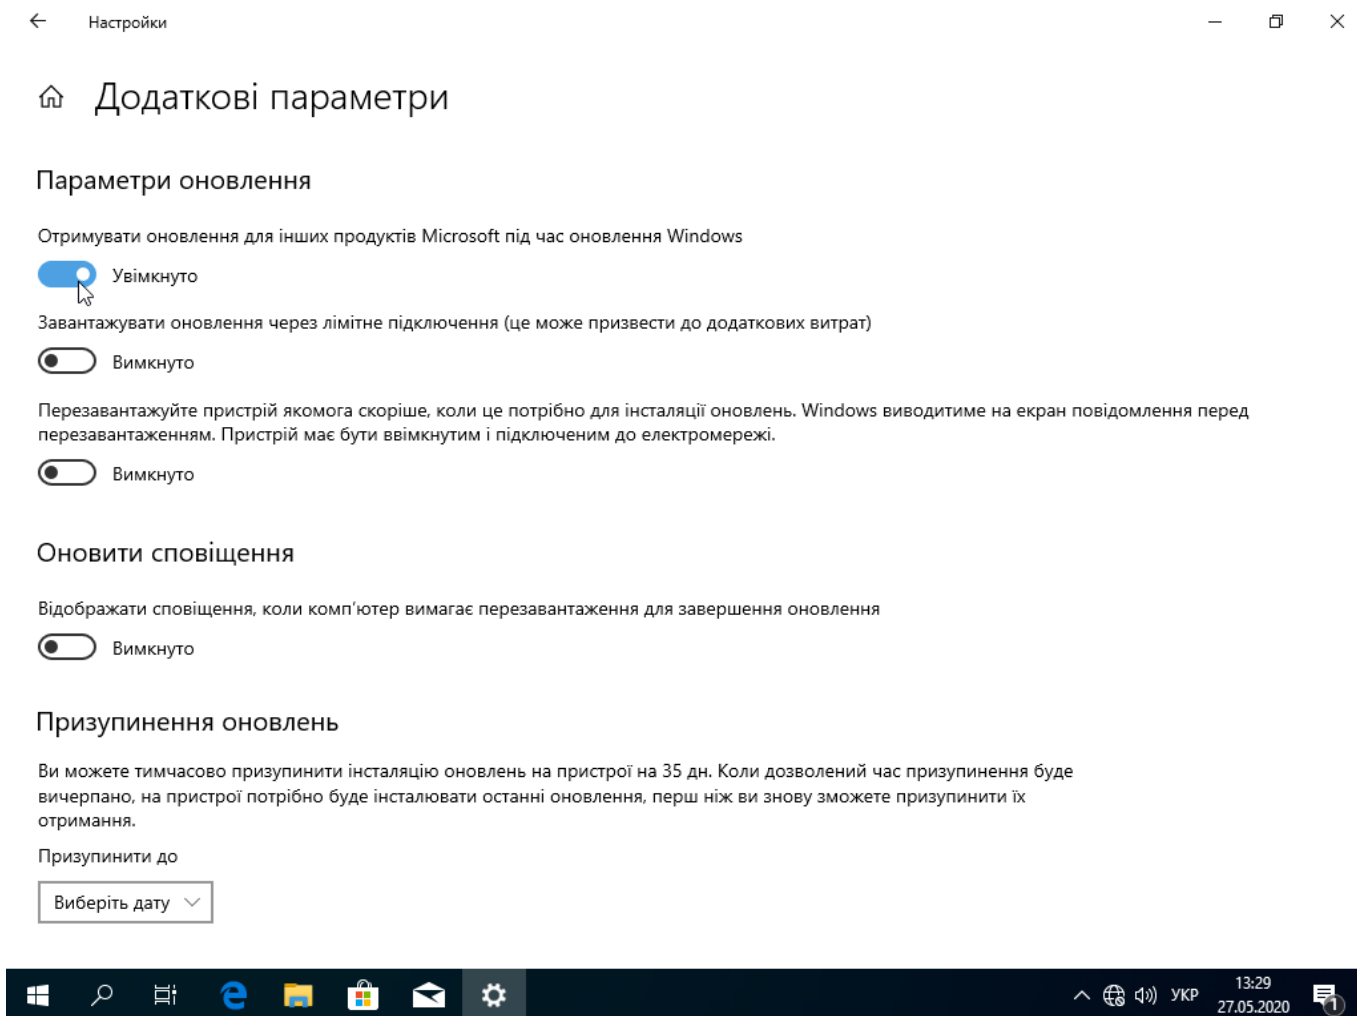 Настройки
Додаткові параметри
Параметри оновлення
Отримувати оновлення для інших продуктів Microsoft під час оновлення Windows
Увімкнуто
Завантажувати оновлення через лімітне підключення (це може призвести до додаткових витрат)
Вимкнуто
Перезавантажуйте пристрій якомога скоріше, коли це потрібно для інсталяції оновлень. Windows виводитиме на екран повідомлення перед
перезавантаженням. Пристрій має бути ввімкнутим і підключеним до електромережі.
Вимкнуто
Оновити сповіщення
Відображати сповіщення, коли комп'ютер вимагає перезавантаження для завершення оновлення
Вимкнуто
Призупинення оновлень
Ви можете тимчасово призупинити інсталяцію оновлень на пристрої на 35 дн. Коли дозволений час призупинення буде
вичерпано, на пристрої потрібно буде інсталювати останні оновлення, перш ніж ви знову зможете призупинити їх
отримання.
Призупинити до
Виберіть дату
УКР
13:29
27.05.2020
1